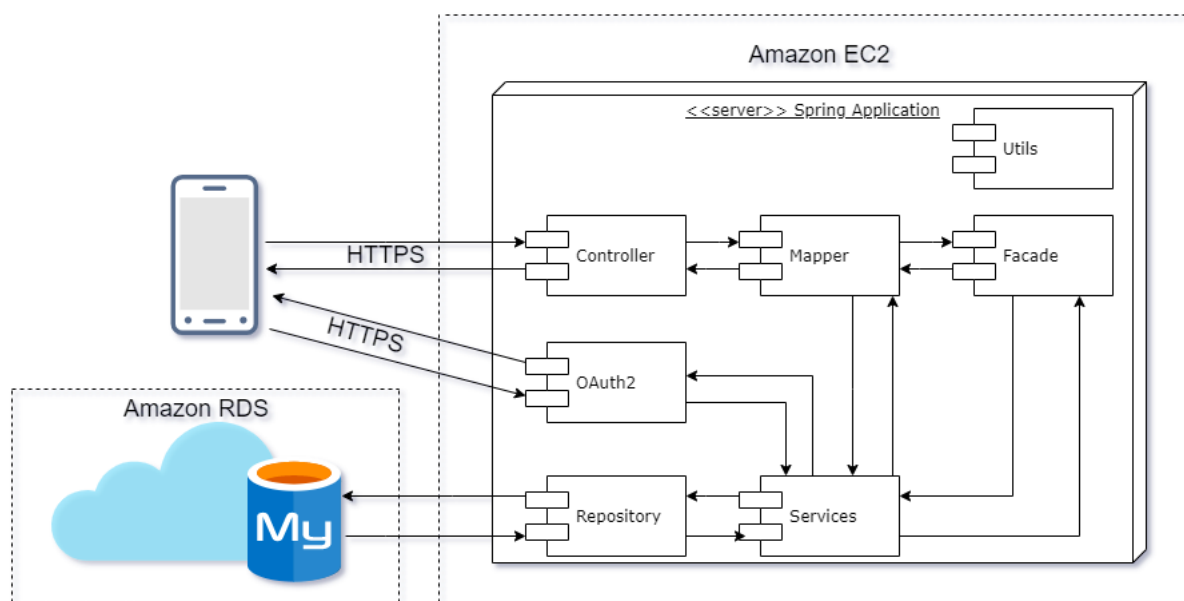 Amazon EC2
<<server>> Spring Application
Utils
HTTPS
Controller
Mapper
Facade
HTTPS
OAuth2
Amazon RDS
My
Repository
Services